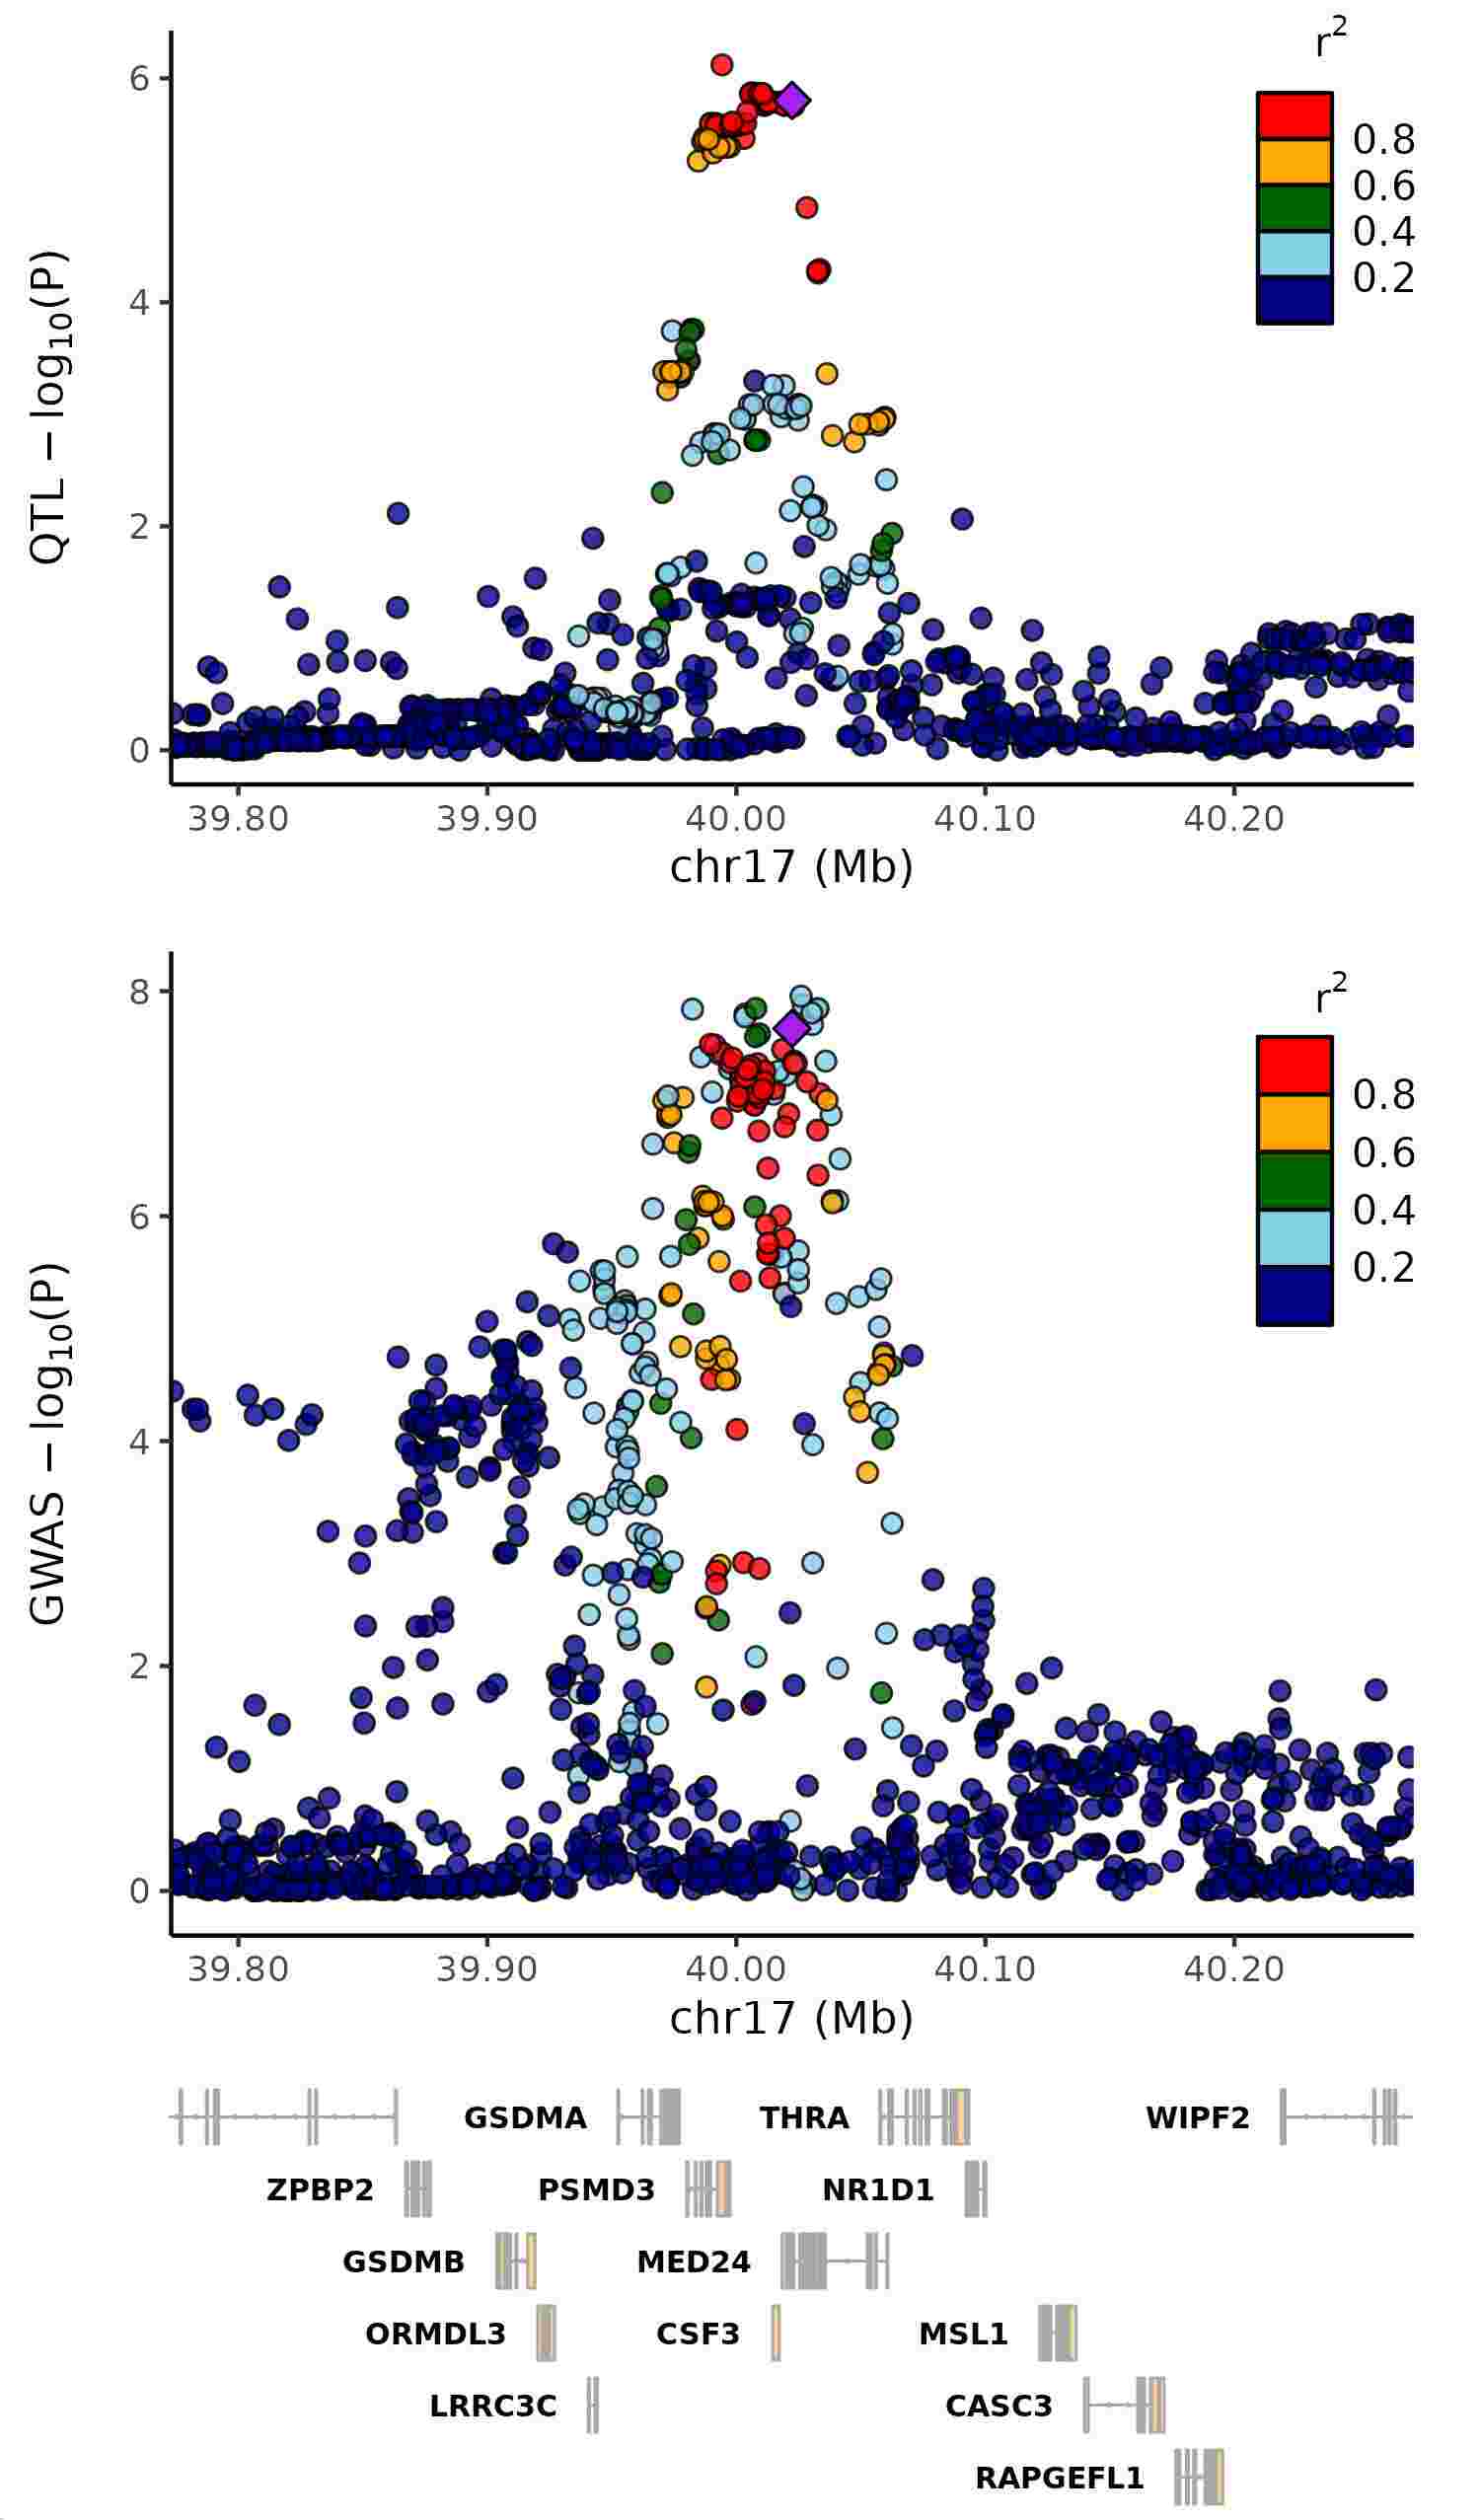 r²
6
4
2
0
QTL −log₁₀(P)
0.8
0.6
0.4
0.2
39.80 39.90 40.00 40.10 40.20
chr17 (Mb)
r²
8
6
4
2
0
GWAS −log₁₀(P)
0.8
0.6
0.4
0.2
39.80 39.90 40.00 40.10 40.20
chr17 (Mb)
GSDMA THRA WIPF2
ZPBP2 PSMD3 NR1D1
GSDMB MED24
ORMDL3 CSF3 MSL1
LRRC3C CASC3
RAPGEFL1